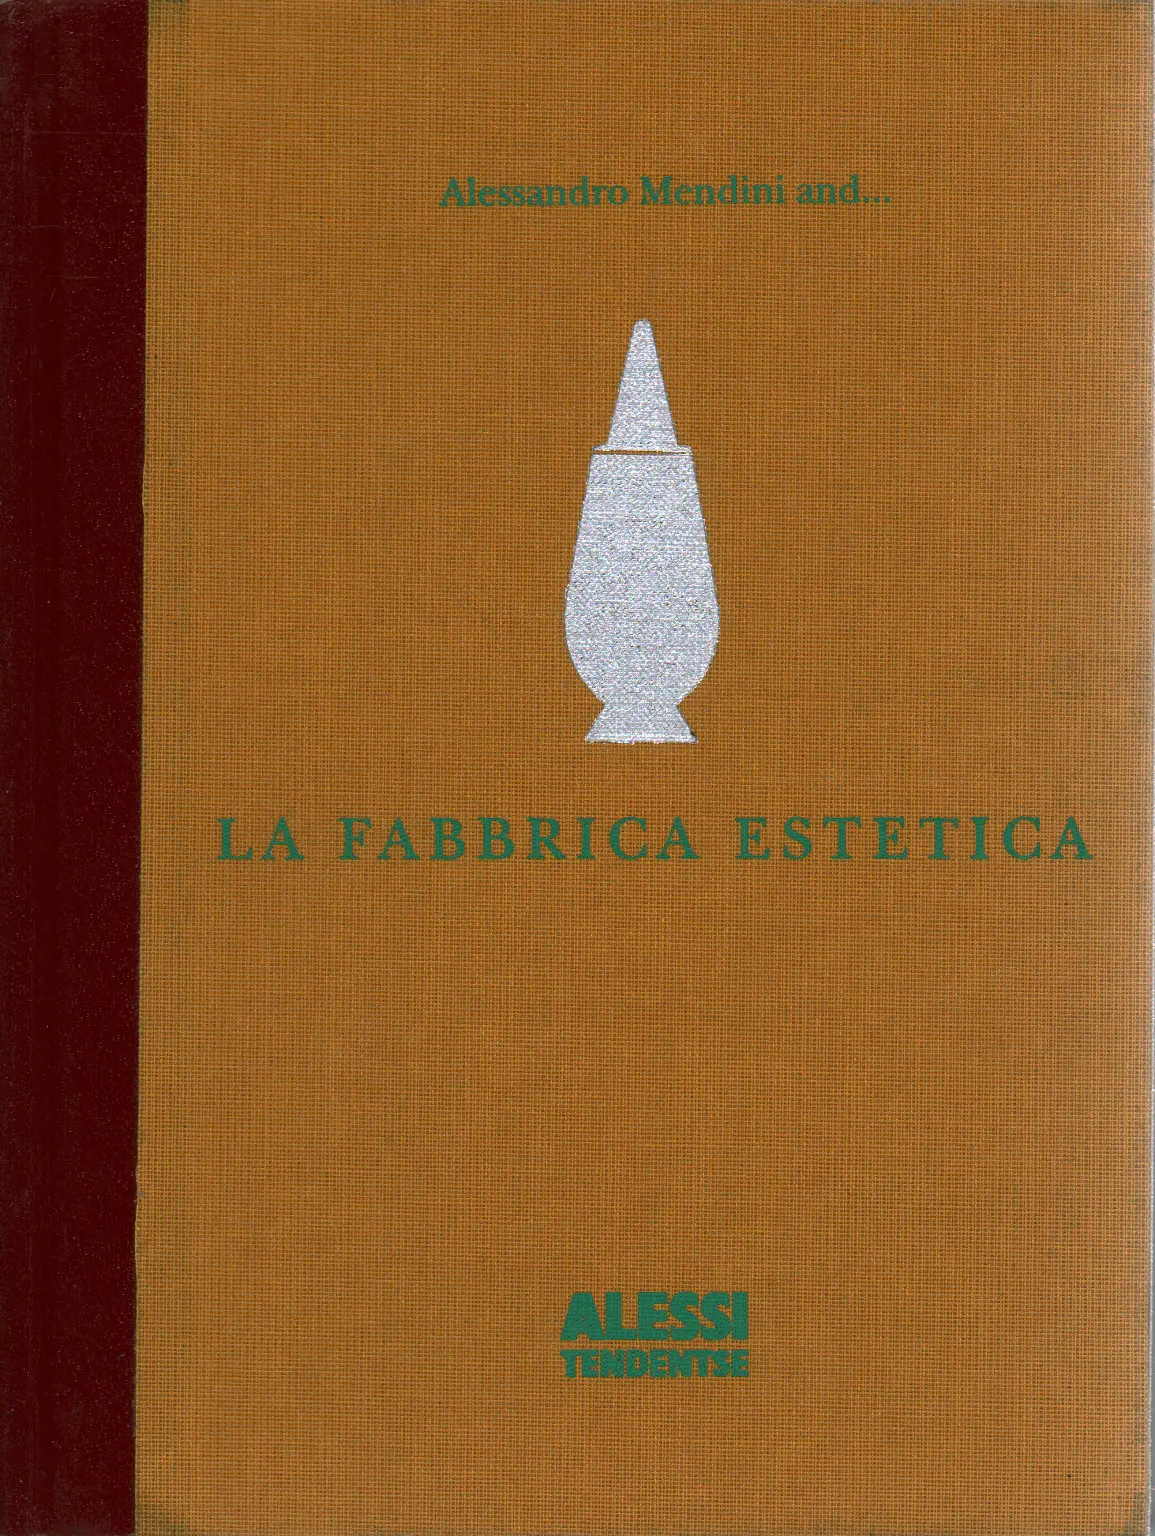 Alessandro Mendini and...
LA FABBRICA ESTETICA
ALESSI
TENDENTSE